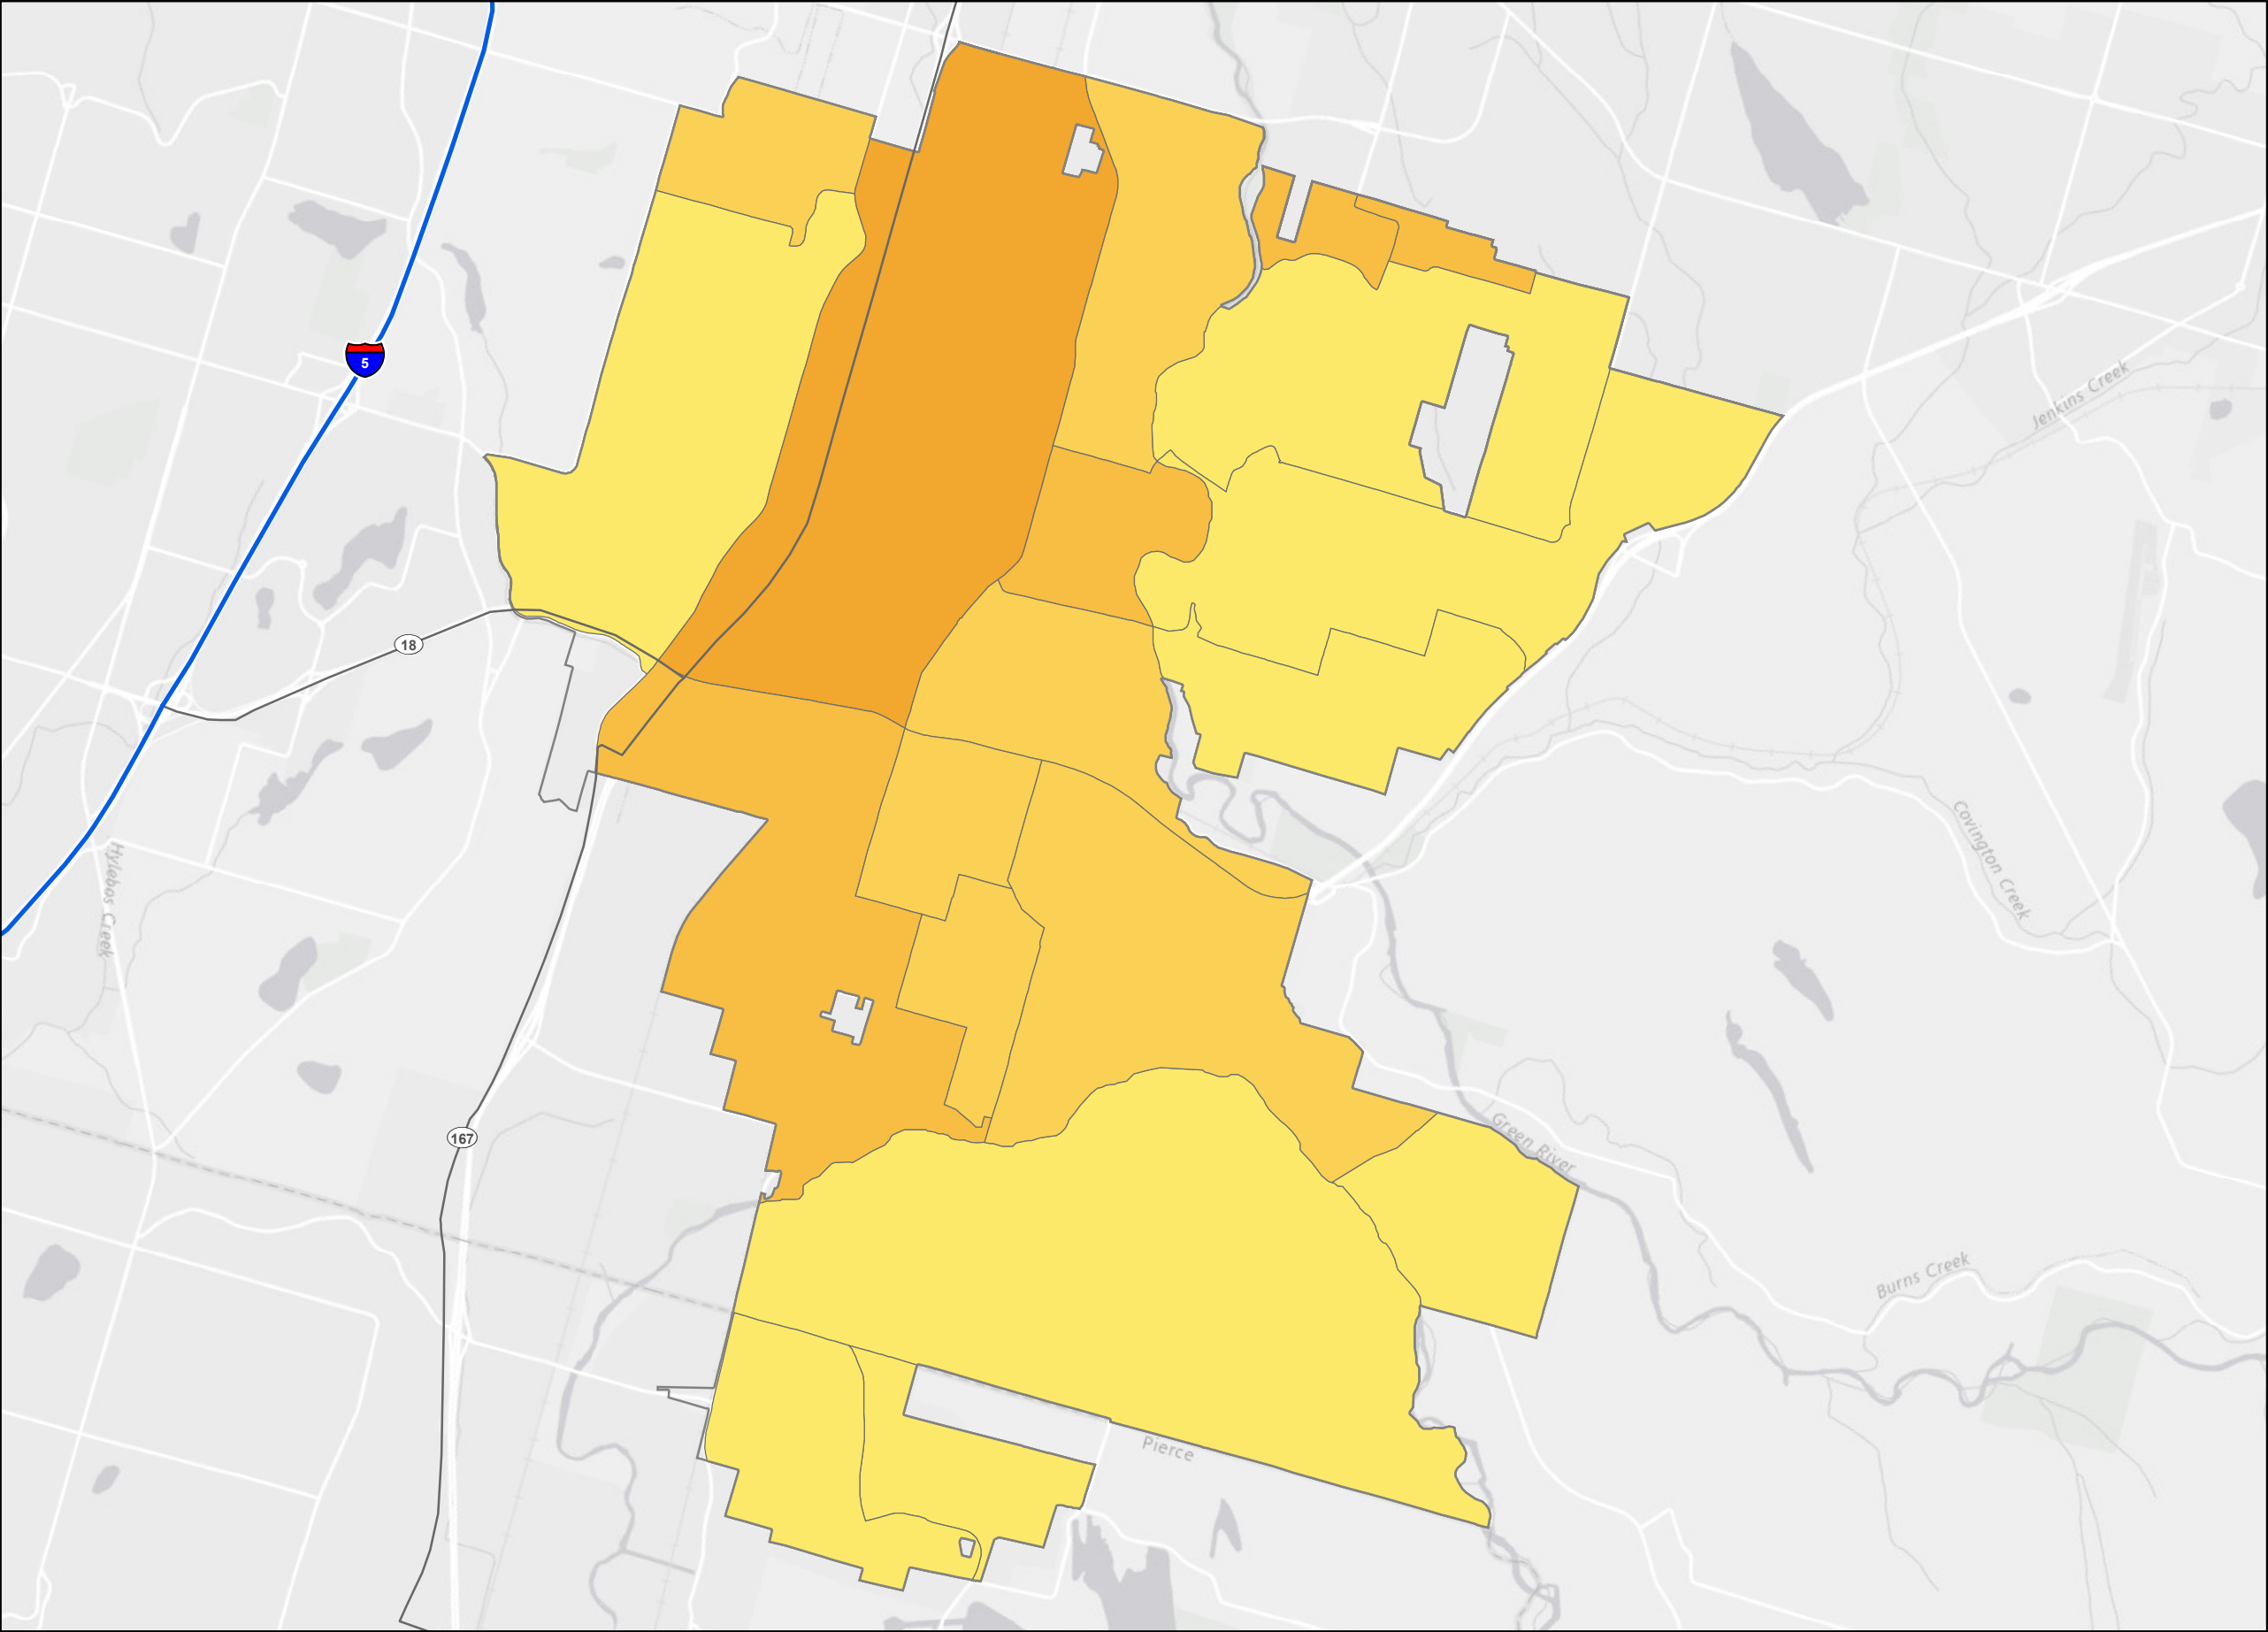 5
Jenkins Creek
18
Covington Creek
Hylebos Creek
167
Green River
Burns Creek
Pierce